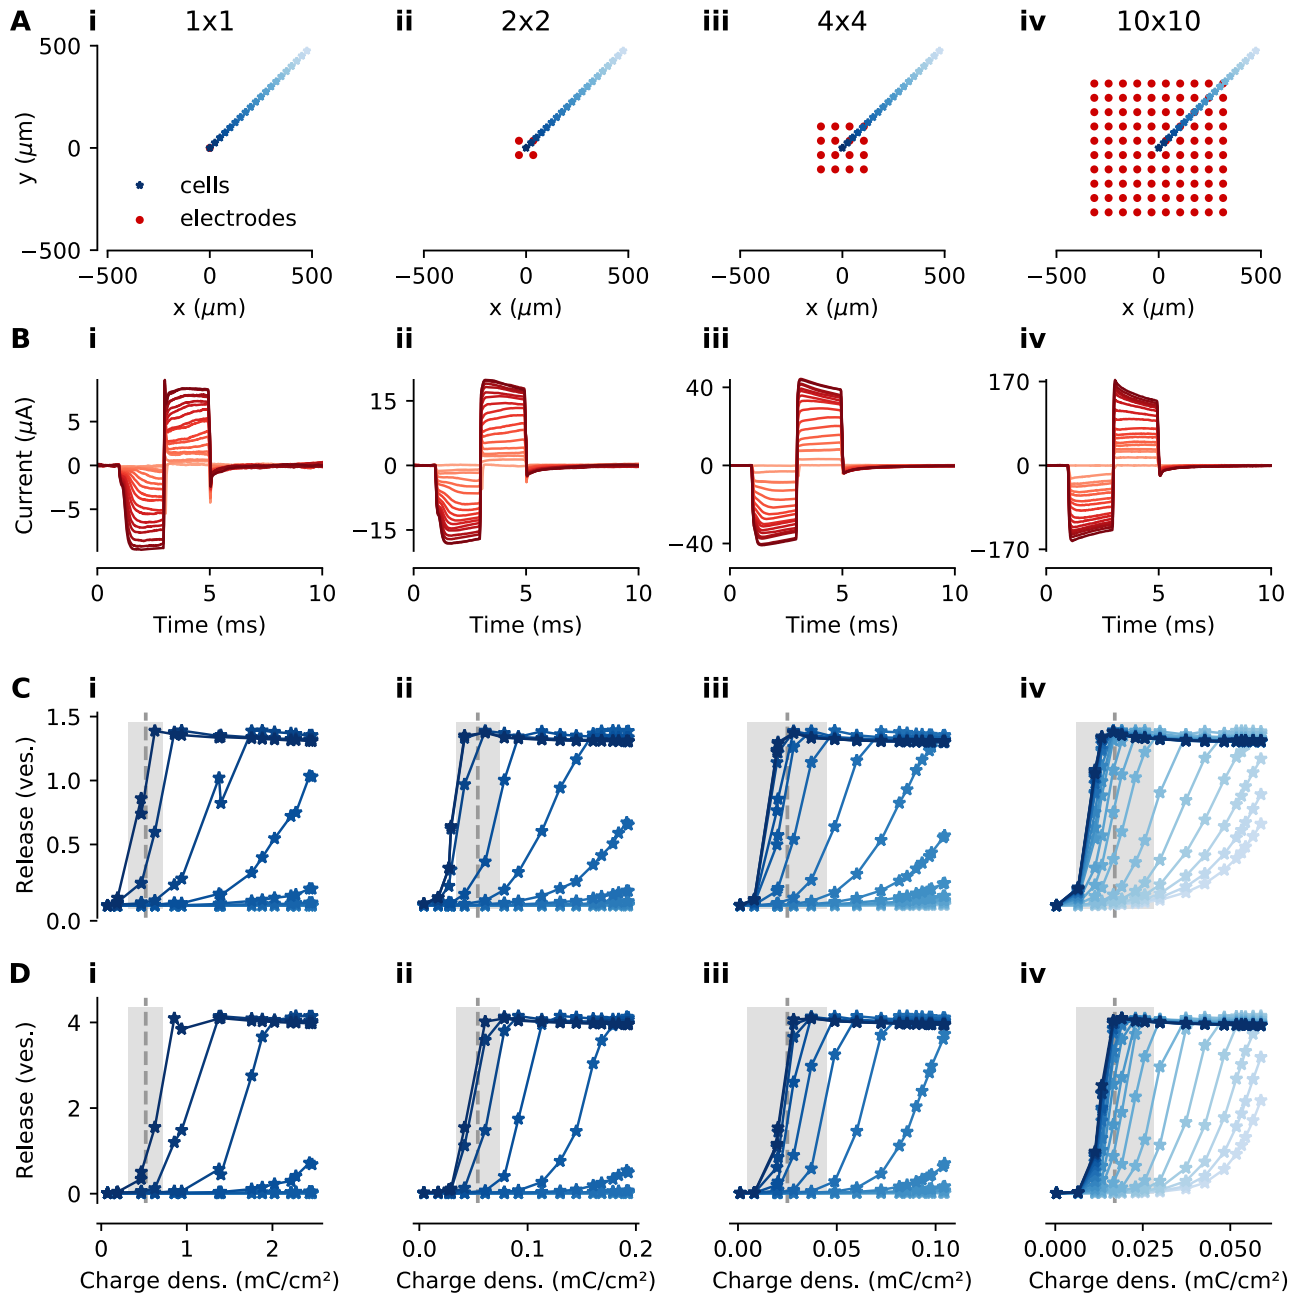 A i 1x1 ii 2x2 iii 4x4 iv 10x10
500
0
−500
y (μm)
cells
electrodes
−500 0 500 −500 0 500 −500 0 500 −500 0 500
x (μm) x (μm) x (μm) x (μm)
B i ii iii iv
Current (μA)
5
0
−5
15
0
−15
40
0
−40
170
0
−170
0 5 10 0 5 10 0 5 10 0 5 10
Time (ms) Time (ms) Time (ms) Time (ms)
C i ii iii iv
1.5
1.0
0.5
0.0
Release (ves.)
D i ii iii iv
4
2
0
Release (ves.)
0 1 2 0.0 0.1 0.2 0.00 0.05 0.10 0.000 0.025 0.050
Charge dens. (mC/cm²) Charge dens. (mC/cm²) Charge dens. (mC/cm²) Charge dens. (mC/cm²)